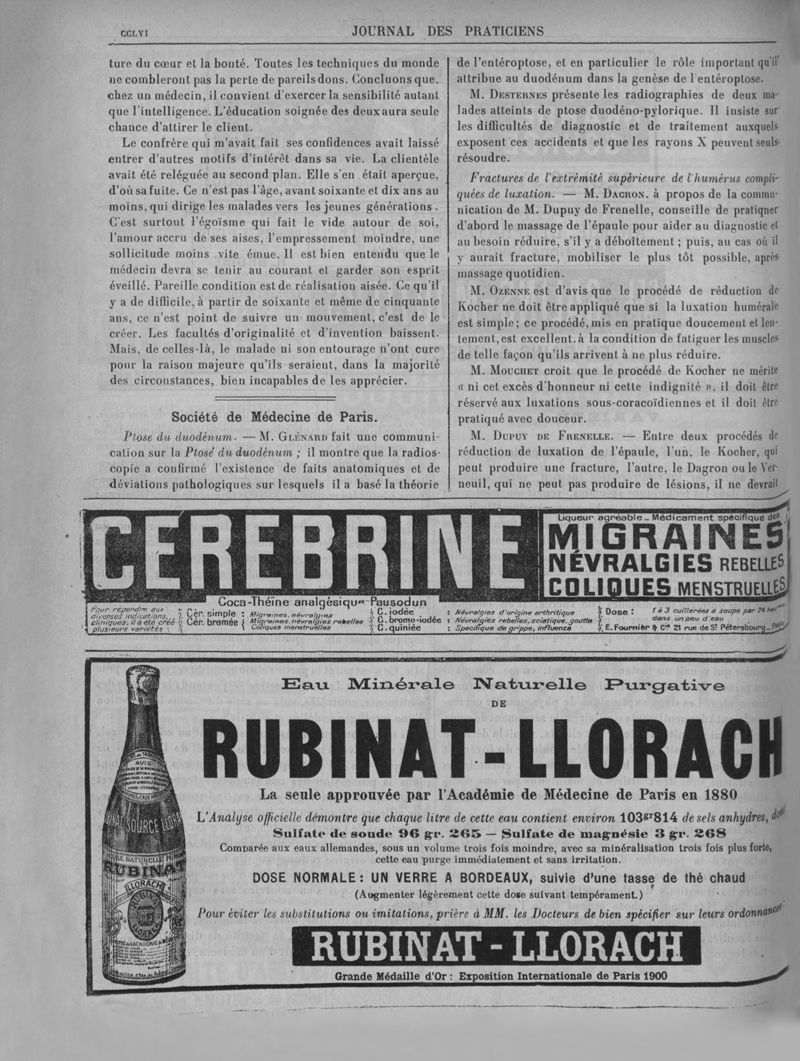 CCLVI
JOURNAL DES PRATICIENS
ture du cœur et la bonté. Toutes les techniques du monde
ne combleront pas la perte de pareils dons. Concluons que,
chez un médecin, il convient d'exercer la sensibilité autant
que l'intelligence. L'éducation soignée des deux aura seule
chance d'attirer le client.
Le confrère qui m'avait fait ses confidences avait laissé
entrer d'autres motifs d'intérêt dans sa vie. La clientèle
avait été reléguée au second plan. Elle s'en était aperçue,
d'où sa fuite. Ce n'est pas l'âge, avant soixante et dix ans au
moins, qui dirige les malades vers les jeunes générations.
C'est surtout l'égoïsme qui fait le vide autour de soi,
l'amour accru de ses aises, l'empressement moindre, une
sollicitude moins vite émue. Il est bien entendu que le
médecin devra se tenir au courant et garder son esprit
éveillé. Pareille condition est de réalisation aisée. Ce qu'il
y a de difficile, à partir de soixante et même de cinquante
ans, ce n'est point de suivre un mouvement, c'est de le
créer. Les facultés d'originalité et d'invention baissent.
Mais, de celles-là, le malade ni son entourage n'ont cure
pour la raison majeure qu'ils seraient, dans la majorité
des circonstances, bien incapables de les apprécier.
Société de Médecine de Paris.
Ptose du duodénum. — M. GLÉNARD fait une communi-
cation sur la Ptose du duodénum ; il montre que la radios-
copie a confirmé l'existence de faits anatomiques et de
déviations pathologiques sur lesquels il a basé la théorie
de l'entéroptose, et en particulier le rôle important qu'il
attribue au duodénum dans la genèse de l entéroptose.
M. DESTERNES présente les radiographies de deux ma-
lades atteints de ptose duodéno-pylorique. Il insiste sur
les difficultés de diagnostic et de traitement auxquels
exposent ces accidents et que les rayons X peuvent seuls
résoudre.
Fractures de l'extrémité supérieure de l'humérus compli-
quées de luxation. — M. DAGRON, à propos de la commu-
nication de M. Dupuy de Frenelle, conseille de pratiquer
d'abord le massage de l'épaule pour aider au diagnostic et
au besoin réduire, s'il y a déboîtement ; puis, au cas où il
y aurait fracture, mobiliser le plus tôt possible, après
massage quotidien.
M. OZENNE est d'avis que le procédé de réduction de
Kocher ne doit être appliqué que si la luxation humérale
est simple ; ce procédé, mis en pratique doucement et len-
tement, est excellent, à la condition de fatiguer les muscles
de telle façon qu'ils arrivent à ne plus réduire.
M. MOUCHET croit que le procédé de Kocher ne mérite
« ni cet excès d'honneur ni cette indignité », il doit être
réservé aux luxations sous-coracoïdiennes et il doit être
pratiqué avec douceur.
M. DUPUY DE FRENELLE. — Entre deux procédés de
réduction de luxation de l'épaule, l'un, le Kocher, qui
peut produire une fracture, l'autre, le Dagron ou le Ver-
neuil, qui ne peut pas produire de lésions, il ne devrait
CEREBRINE
Liqueur agréable _ Médicament spécifique des
MIGRAINES
NÉVRALGIES REBELLES
COLIQUES MENSTRUELLES
Coca-Théïne analgésique Pausodun
Pour répondre aux
diverses indications,
cliniques, il a été créé
plusieurs variétés :
Cér. simple : Migraines, névralgies
Cér. bromée : Migraines, névralgies rebelles
Coliques menstruelles
C. iodée : Névralgies d'origine arthritique
C. bromo-iodée : Névralgies rebelles, sciatique, goutte
C. quiniée : Spécifique de grippe, influenza
Dose : 1 à 3 cuillerées à soupe par 24 heures
dans un peu d'eau
E. Fournier & Cie 21 rue de St Pétersbourg _ Paris
Eau Minérale Naturelle Purgative
DE
RUBINAT-LLORACH
La seule approuvée par l'Académie de Médecine de Paris en 1880
L'Analyse officielle démontre que chaque litre de cette eau contient environ 103gr814 de sels anhydres, dont
Sulfate de soude 96 gr. 265 — Sulfate de magnésie 3 gr. 268
Comparée aux eaux allemandes, sous un volume trois fois moindre, avec sa minéralisation trois fois plus forte,
cette eau purge immédiatement et sans irritation.
DOSE NORMALE : UN VERRE A BORDEAUX, suivie d'une tasse de thé chaud
(Augmenter légèrement cette dose suivant tempérament.)
Pour éviter les substitutions ou imitations, prière à MM. les Docteurs de bien spécifier sur leurs ordonnances
RUBINAT - LLORACH
Grande Médaille d'Or : Exposition Internationale de Paris 1900
AVIS
SOURCE
RUBINAT
LLORACH